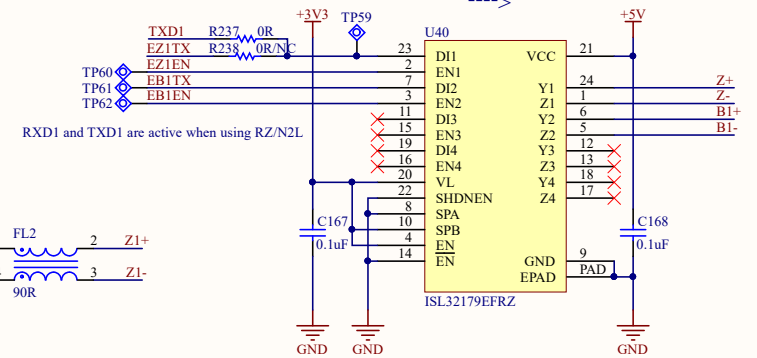 +3V3
TP59
+5V
TXD1
R237
0R
EZ1TX
R238
0R/NC
U40
TP60
EZ1EN
TP61
EB1TX
TP62
EB1EN
RXD1 and TXD1 are active when using RZ/N2L
23 DI1
2 EN1
7 DI2
3 EN2
11 DI3
15 EN3
19 DI4
16 EN4
20 VL
22 SHDNEN
8 SPA
10 SPB
4 EN
14 EN
VCC 21
Y1 24 Z+
Z1 1 Z-
Y2 6 B1+
Z2 5 B1-
Y3 12
Z3 13
Y4 18
Z4 17
GND 9
EPAD PAD
ISL32179EFRZ
C167
0.1uF
C168
0.1uF
FL2
2 Z1+
3 Z1-
90R
GND
GND
GND